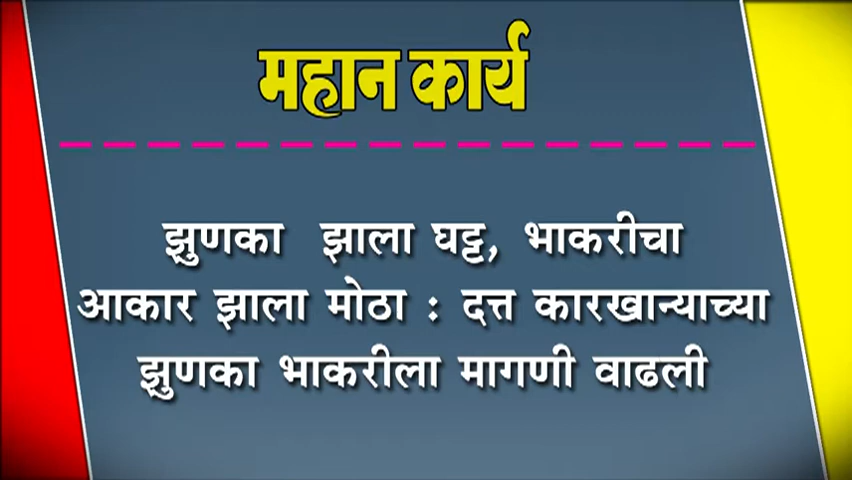 महान कार्य
झुणका झाला घट्ट, भाकरीचा
आकार झाला मोठा : दत्त कारखान्याच्या
झुणका भाकरीला मागणी वाढली